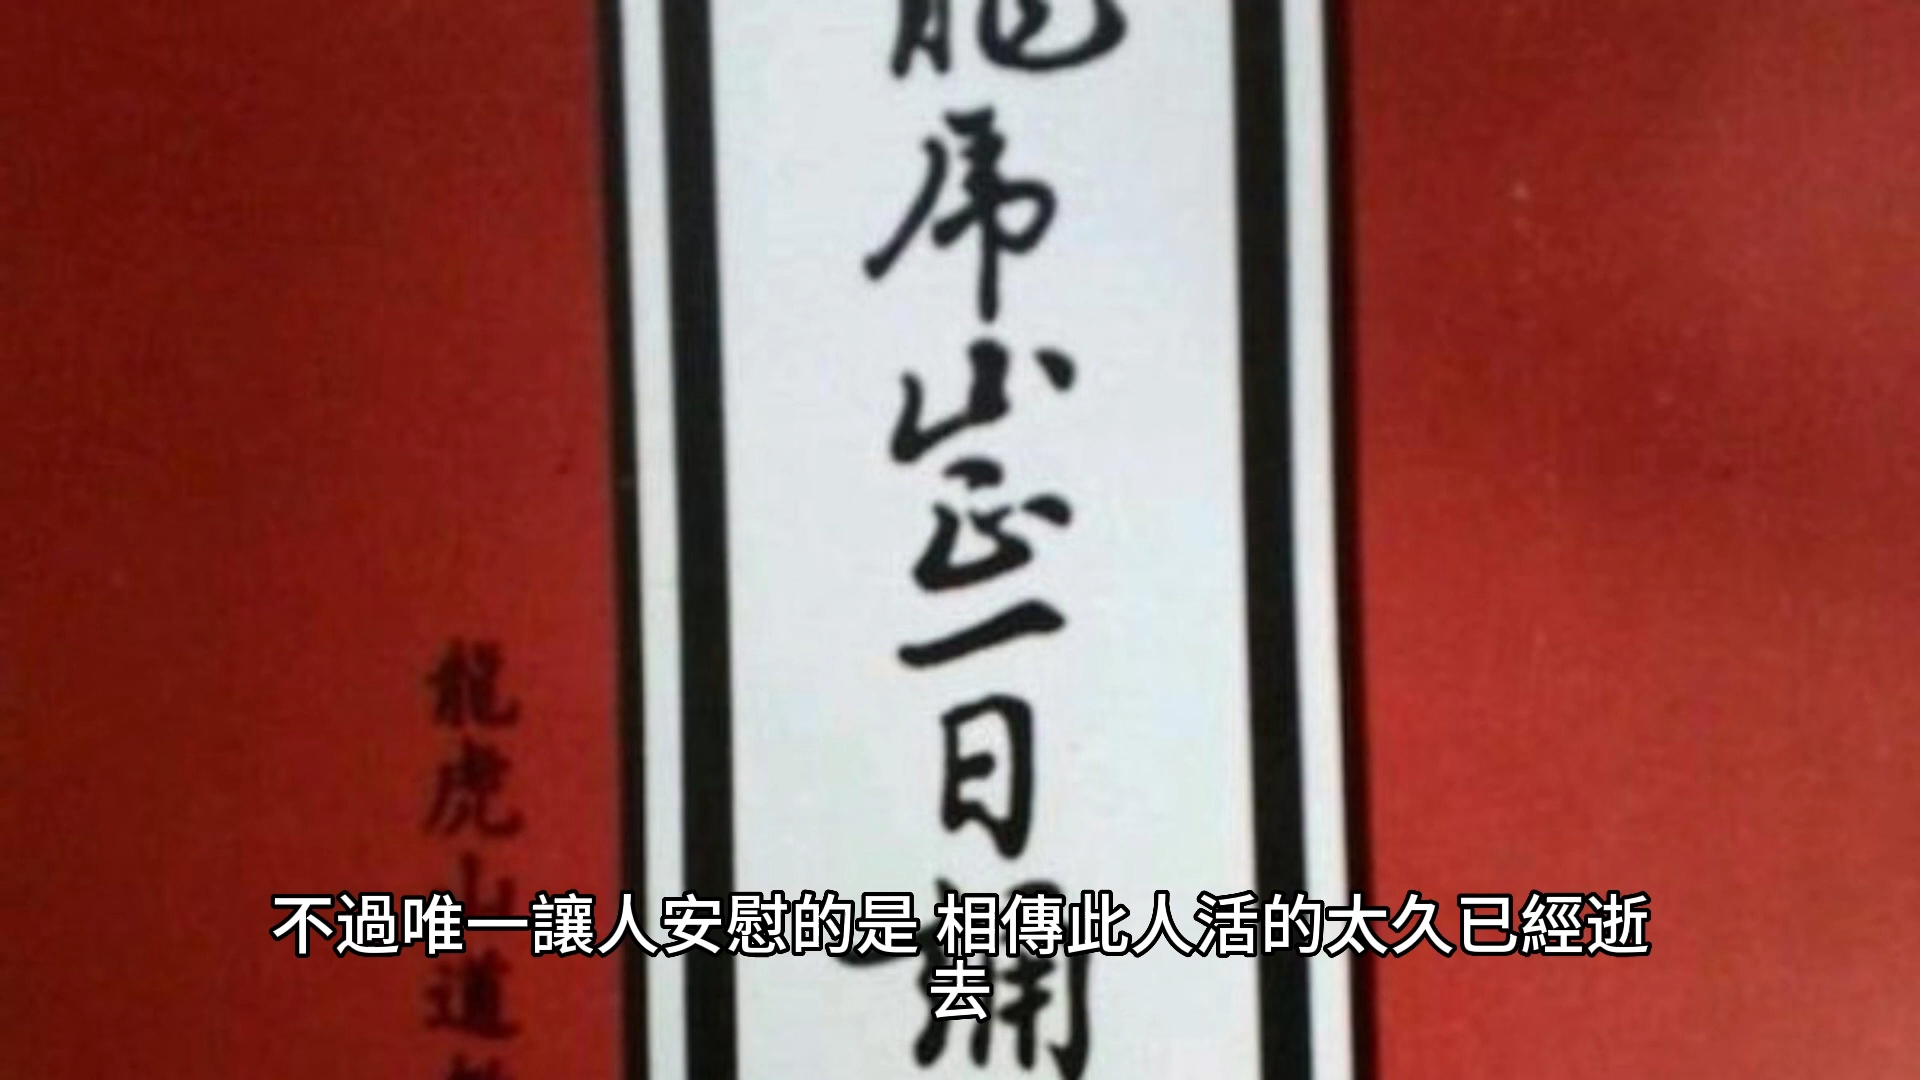 龍虎山正一日
龍虎山道
不過唯一讓人安慰的是 相傳此人活的太久已經逝
去